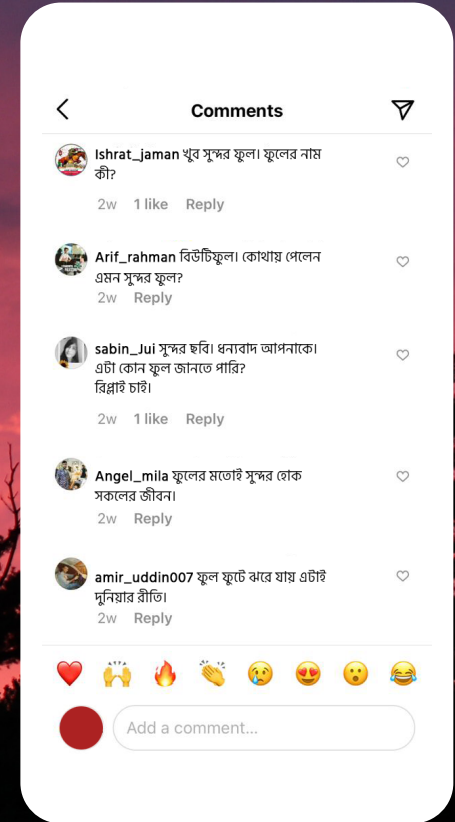 Comments
Ishrat_jaman খুব সুন্দর ফুল। ফুলের নাম
কী?
2w 1 like Reply
Arif_rahman বিউটিফুল। কোথায় পেলেন
এমন সুন্দর ফুল?
2w Reply
sabin_Jui সুন্দর ছবি। ধন্যবাদ আপনাকে।
এটা কোন ফুল জানতে পারি?
রিপ্লাই চাই।
2w 1 like Reply
Angel_mila ফুলের মতোই সুন্দর হোক
সকলের জীবন।
2w Reply
amir_uddin007 ফুল ফুটে ঝরে যায় এটাই
দুনিয়ার রীতি।
2w Reply
Add a comment...